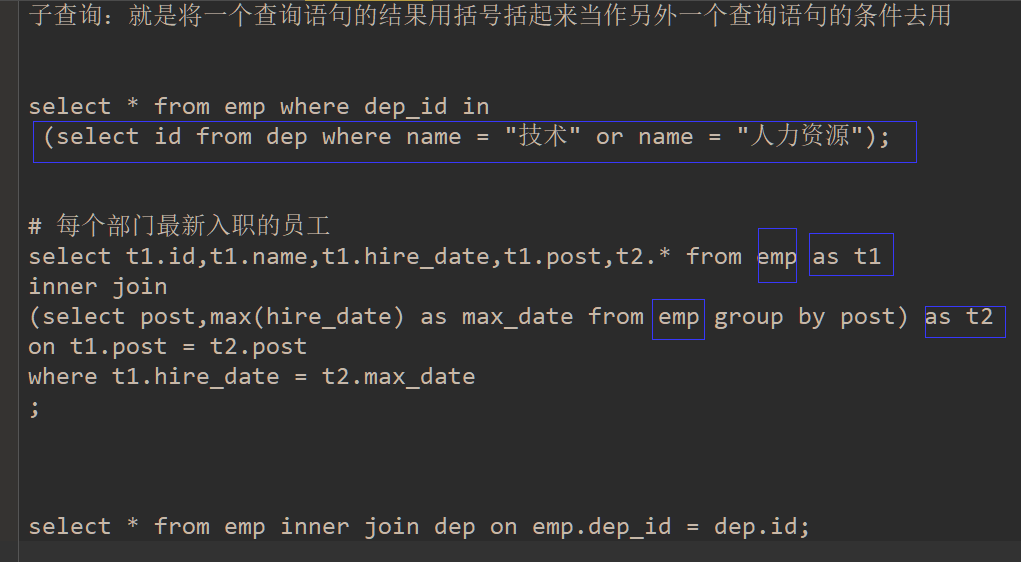 子查询：就是将一个查询语句的结果用括号括起来当作另外一个查询语句的条件去用
select * from emp where dep_id in
(select id from dep where name = "技术" or name = "人力资源");
# 每个部门最新入职的员工
select t1.id,t1.name,t1.hire_date,t1.post,t2.* from emp as t1
inner join
(select post,max(hire_date) as max_date from emp group by post) as t2
on t1.post = t2.post
where t1.hire_date = t2.max_date
;
select * from emp inner join dep on emp.dep_id = dep.id;